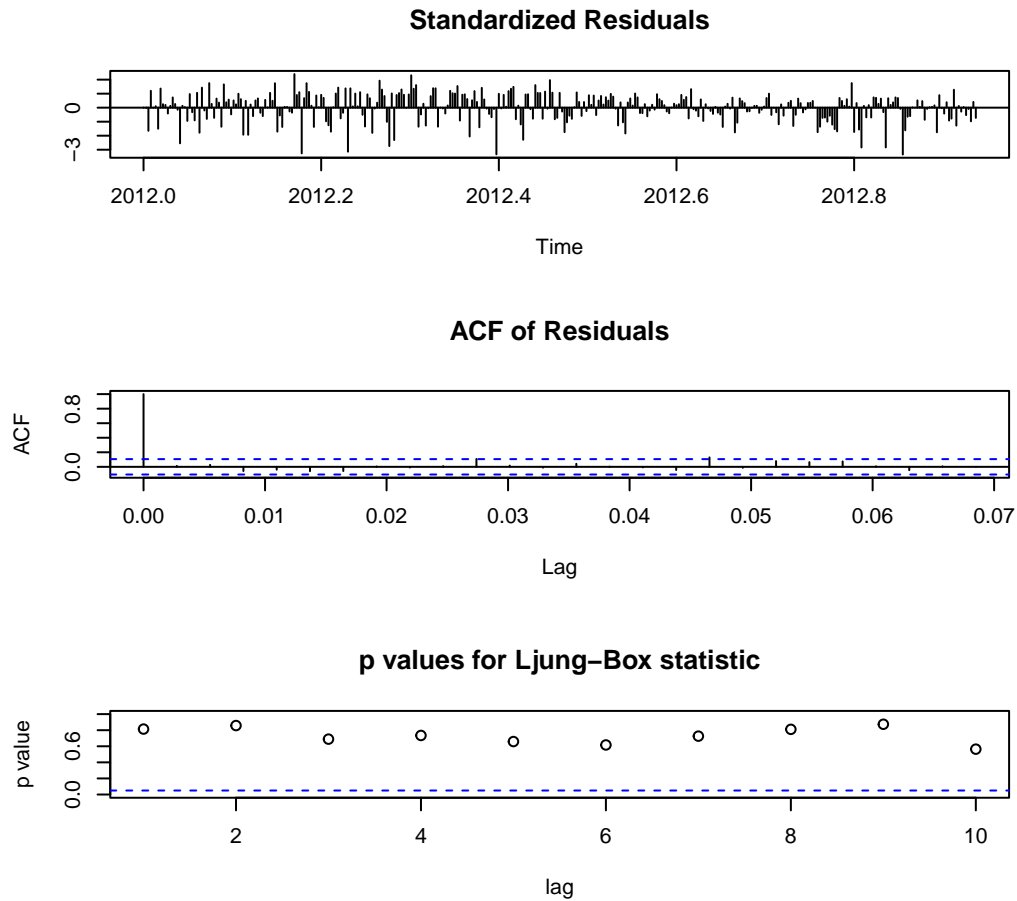 Standardized Residuals
0
−3
2012.0 2012.2 2012.4 2012.6 2012.8
Time
ACF of Residuals
ACF
0.8
0.0
0.00 0.01 0.02 0.03 0.04 0.05 0.06 0.07
Lag
p values for Ljung−Box statistic
p value
0.6
0.0
2 4 6 8 10
lag